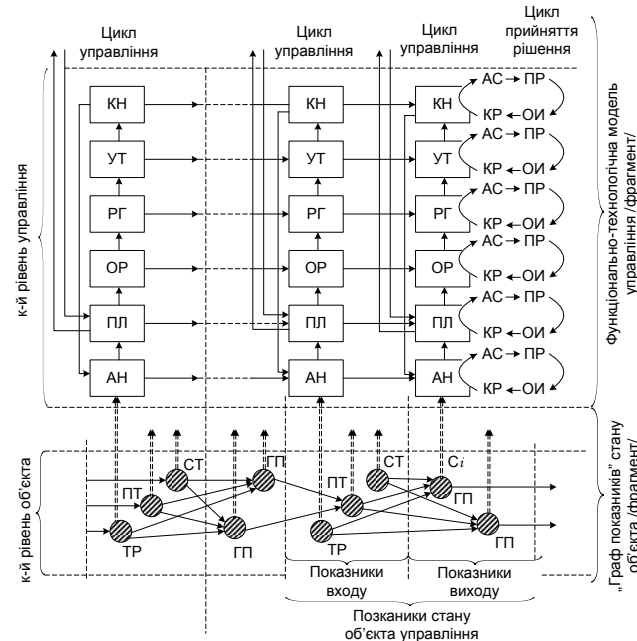 Цикл
управління
Цикл
управління
Цикл
управління
Цикл
прийняття
рішення
КН
КН
КН
АС
ПР
КР
ОИ
УТ
УТ
УТ
АС
ПР
КР
ОИ
РГ
РГ
РГ
АС
ПР
КР
ОИ
ОР
ОР
ОР
АС
ПР
КР
ОИ
ПЛ
ПЛ
ПЛ
АС
ПР
КР
ОИ
АН
АН
АН
АС
ПР
КР
ОИ
к-й рівень управління
Функціонально-технологічна модель
управління /фрагмент/
СТ
ГП
СТ
Сi
ПТ
ПТ
ГП
ТР
ГП
ТР
ГП
к-й рівень об'єкта
„Граф показників" стану
об'єкта /фрагмент/
Показники
входу
Показники
виходу
Позканики стану
об'єкта управління